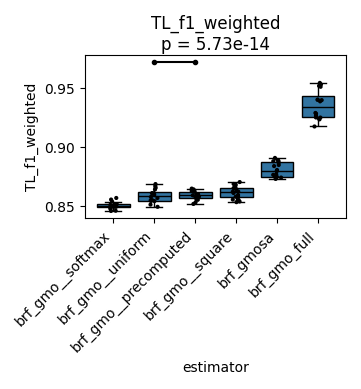 TL_f1_weighted
p = 5.73e-14
TL_f1_weighted
0.95
0.90
0.85
brf_gmo__softmax
brf_gmo__uniform
brf_gmo__precomputed
brf_gmo__square
brf_gmosa
brf_gmo_full
estimator